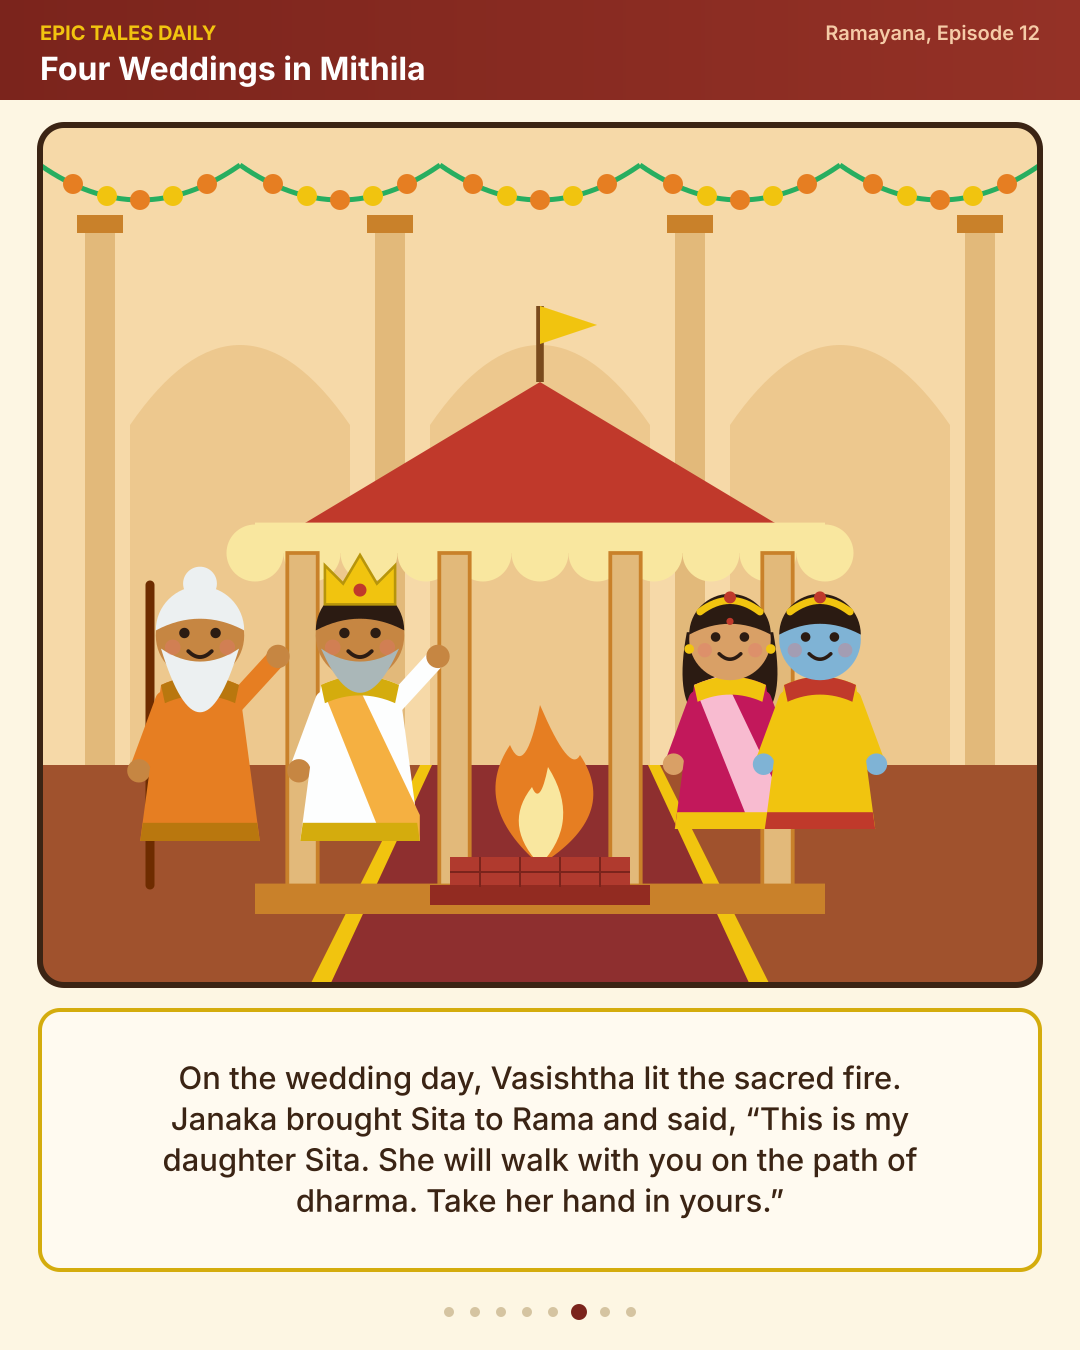 EPIC TALES DAILY
Ramayana, Episode 12
Four Weddings in Mithila
On the wedding day, Vasishtha lit the sacred fire.
Janaka brought Sita to Rama and said, “This is my
daughter Sita. She will walk with you on the path of
dharma. Take her hand in yours.”